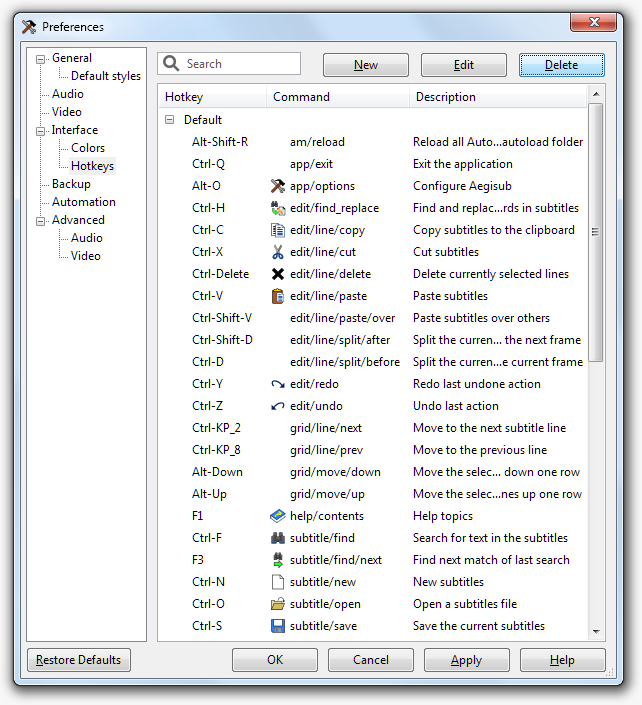 Preferences
General
Default styles
Audio
Video
Interface
Colors
Hotkeys
Backup
Automation
Advanced
Audio
Video
Search New Edit Delete
Hotkey Command Description
Default
Alt-Shift-R am/reload Reload all Auto...autoload folder
Ctrl-Q app/exit Exit the application
Alt-O app/options Configure Aegisub
Ctrl-H edit/find_replace Find and replac...rds in subtitles
Ctrl-C edit/line/copy Copy subtitles to the clipboard
Ctrl-X edit/line/cut Cut subtitles
Ctrl-Delete edit/line/delete Delete currently selected lines
Ctrl-V edit/line/paste Paste subtitles
Ctrl-Shift-V edit/line/paste/over Paste subtitles over others
Ctrl-Shift-D edit/line/split/after Split the curren... the next frame
Ctrl-D edit/line/split/before Split the curren...e current frame
Ctrl-Y edit/redo Redo last undone action
Ctrl-Z edit/undo Undo last action
Ctrl-KP_2 grid/line/next Move to the next subtitle line
Ctrl-KP_8 grid/line/prev Move to the previous line
Alt-Down grid/move/down Move the selec... down one row
Alt-Up grid/move/up Move the selec...nes up one row
F1 help/contents Help topics
Ctrl-F subtitle/find Search for text in the subtitles
F3 subtitle/find/next Find next match of last search
Ctrl-N subtitle/new New subtitles
Ctrl-O subtitle/open Open a subtitles file
Ctrl-S subtitle/save Save the current subtitles
Restore Defaults OK Cancel Apply Help